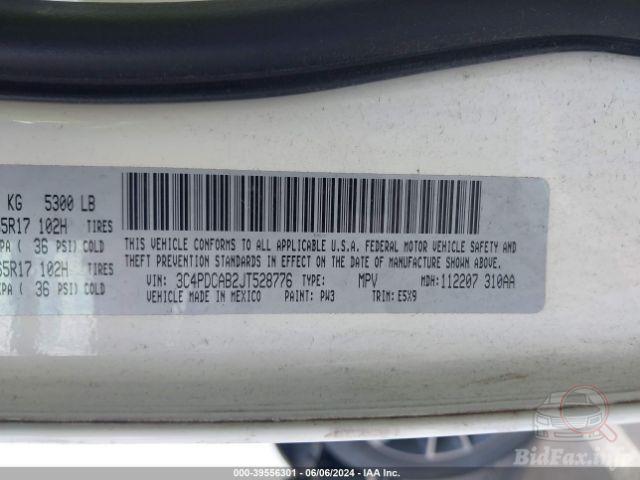 KG 5300 LB
5R17 102H TIRES
PA ( 36 PSI) COLD
65R17 102H TIRES
KPA ( 36 PSI) COLD
THIS VEHICLE CONFORMS TO ALL APPLICABLE U.S.A. FEDERAL MOTOR VEHICLE SAFETY AND
THEFT PREVENTION STANDARDS IN EFFECT ON THE DATE OF MANUFACTURE SHOWN ABOVE.
VIN: 3C4PDCAB2JT528776 TYPE: MPV MDH: 112207 310AA
VEHICLE MADE IN MEXICO PAINT: PW3 TRIM: E5X9
BidFax.info
000-39556301 - 06/06/2024 - IAA Inc.